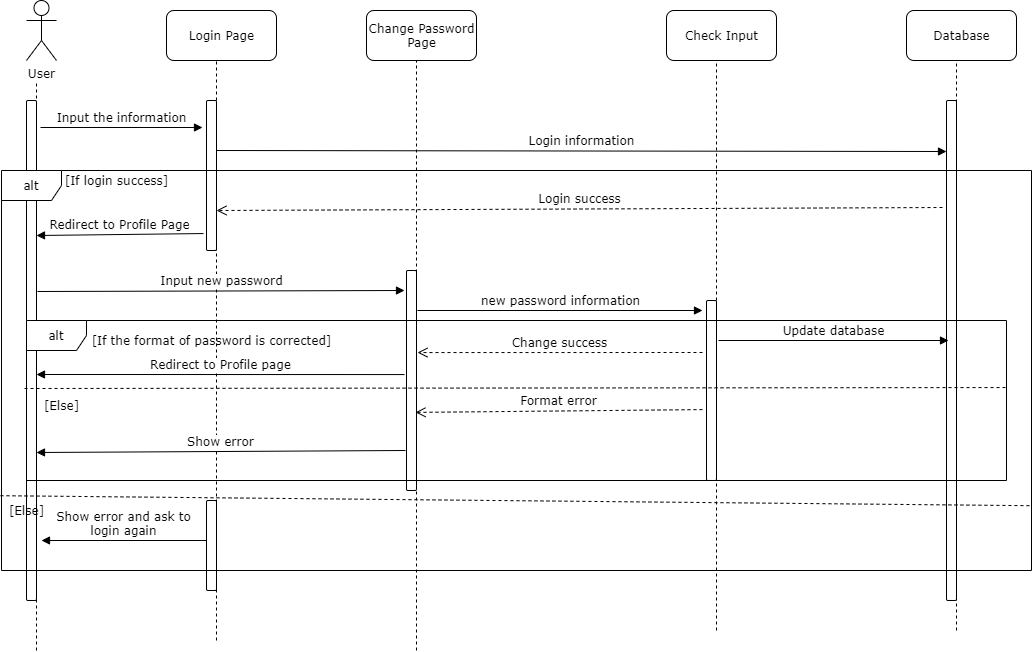 User
Login Page
Change Password
Page
Check Input
Database
Input the information
Login information
alt
[If login success]
Login success
Redirect to Profile Page
Input new password
new password information
alt
[If the format of password is corrected]
Update database
Change success
Redirect to Profile page
[Else]
Format error
Show error
[Else]
Show error and ask to
login again